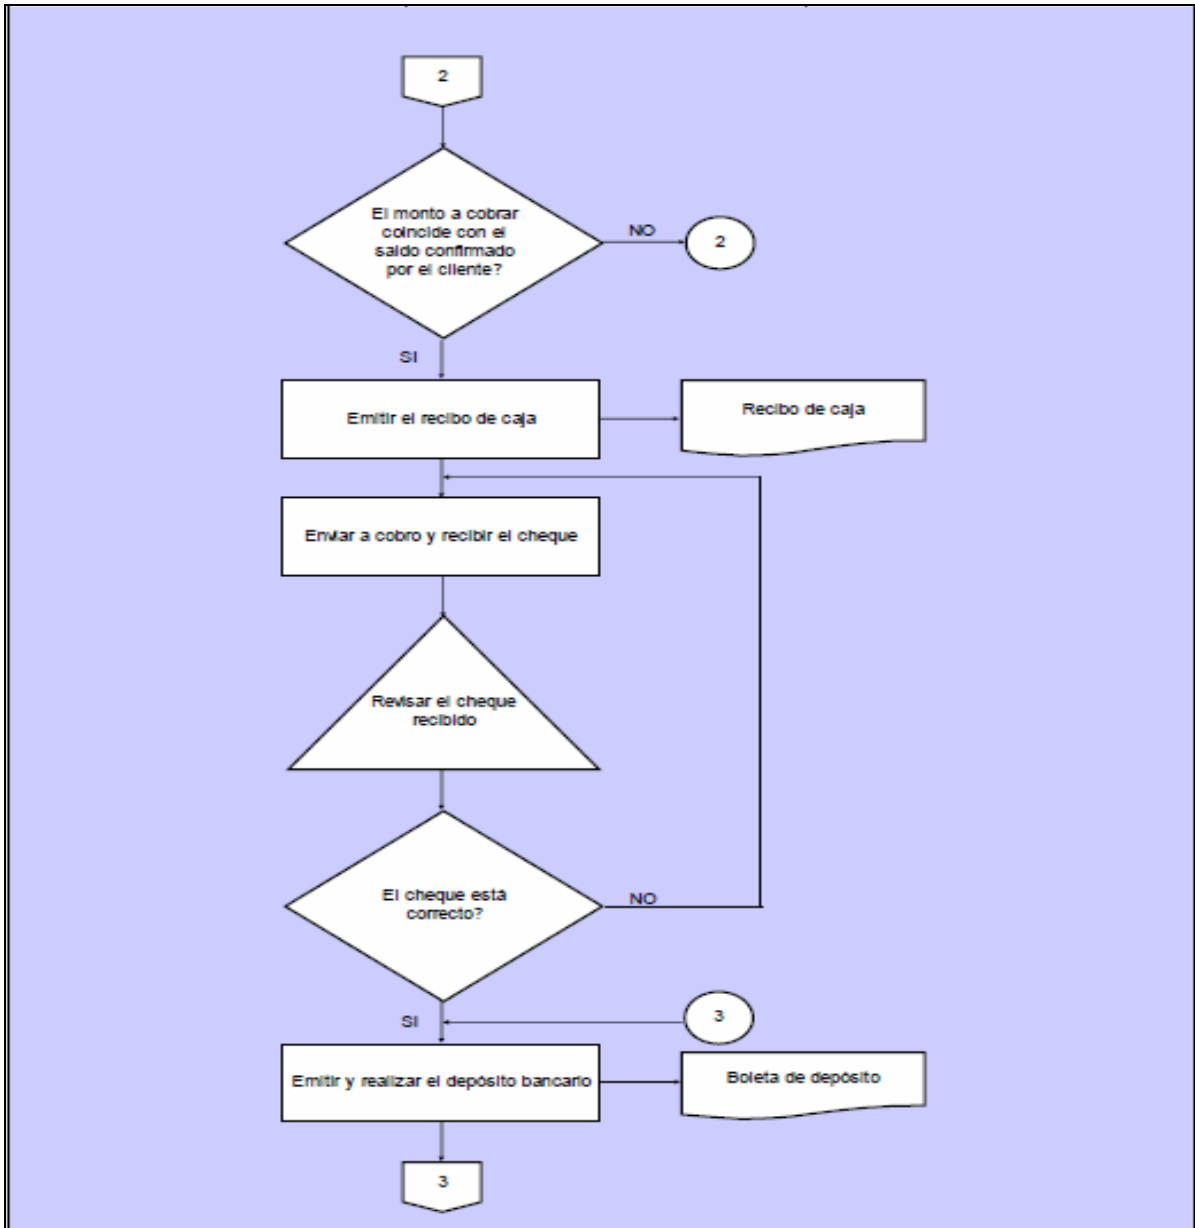 2
El monto a cobrar
coincide con el
saldo confirmado
por el cliente?
NO
2
SI
Emitir el recibo de caja
Recibo de caja
Enviar a cobro y recibir el cheque
Revisar el cheque
recibido
El cheque está
correcto?
NO
SI
3
Emitir y realizar el depósito bancario
Boleta de depósito
3